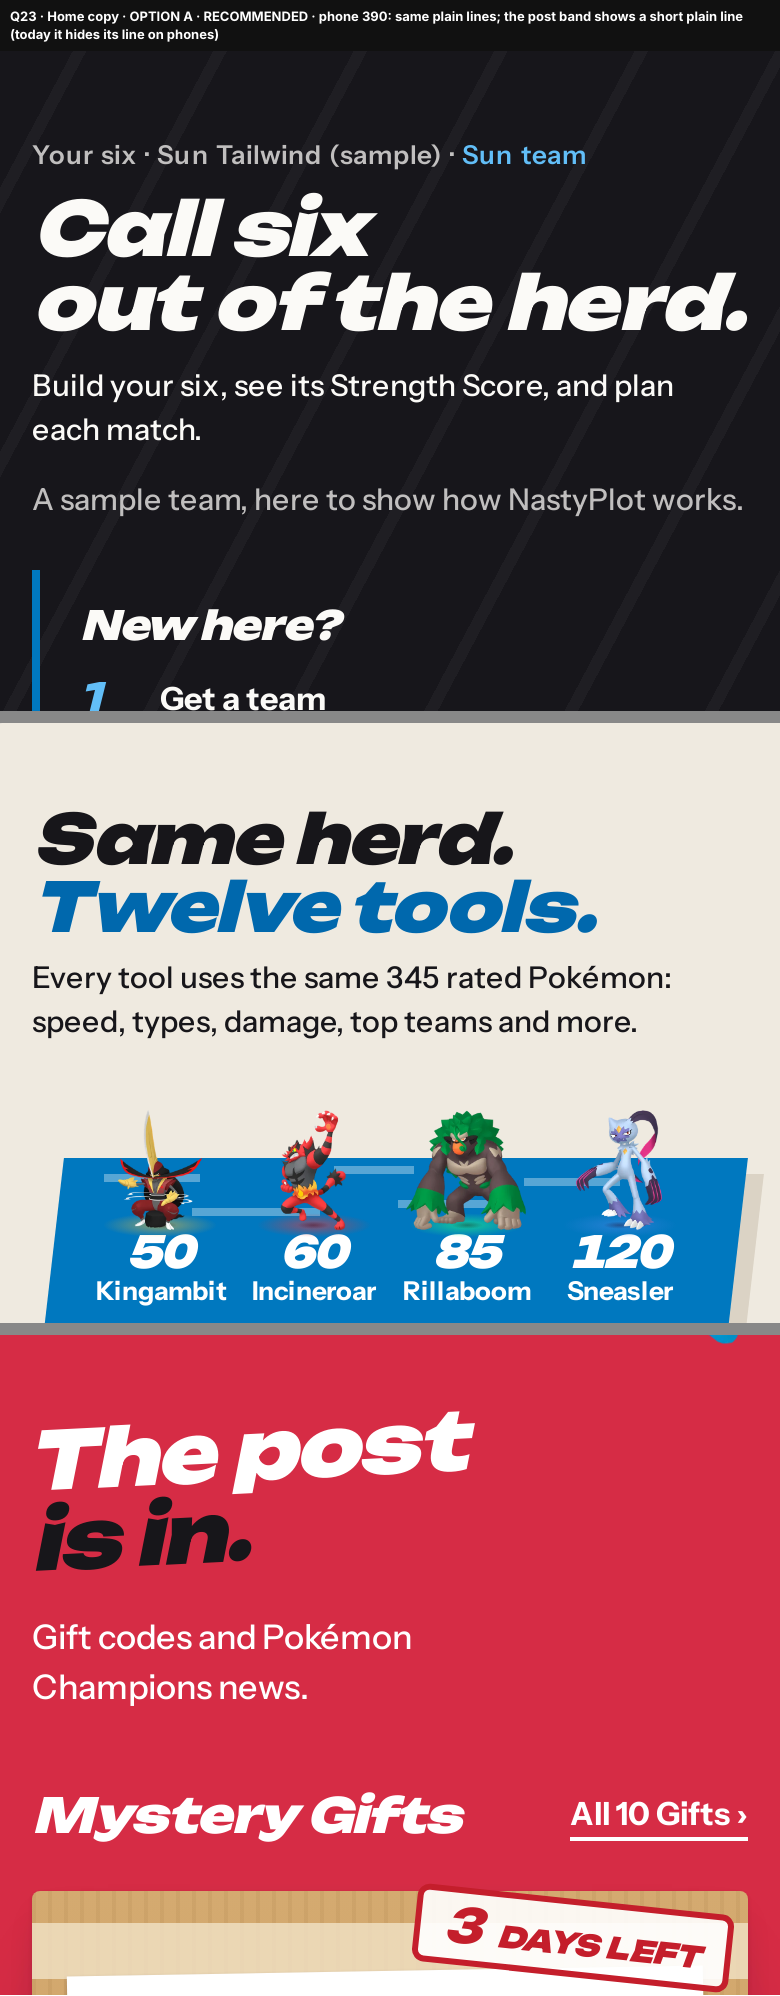 Q23 · Home copy · OPTION A · RECOMMENDED · phone 390: same plain lines; the post band shows a short plain line
(today it hides its line on phones)
Your six · Sun Tailwind (sample) · Sun team
Call six
out of the herd.
Build your six, see its Strength Score, and plan
each match.
A sample team, here to show how NastyPlot works.
New here?
1 Get a team
Same herd.
Twelve tools.
Every tool uses the same 345 rated Pokémon:
speed, types, damage, top teams and more.
50 60 85 120
Kingambit Incineroar Rillaboom Sneasler
The post
is in.
Gift codes and Pokémon
Champions news.
Mystery Gifts All 10 Gifts ›
3 DAYS LEFT